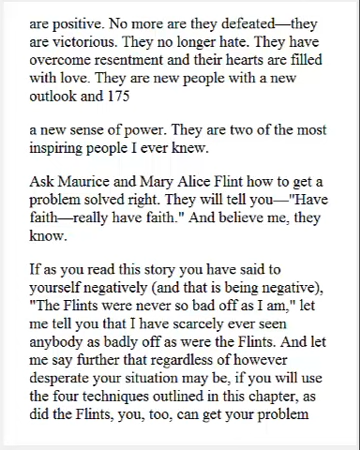 are positive. No more are they defeated—they
are victorious. They no longer hate. They have
overcome resentment and their hearts are filled
with love. They are new people with a new
outlook and 175
a new sense of power. They are two of the most
inspiring people I ever knew.
Ask Maurice and Mary Alice Flint how to get a
problem solved right. They will tell you—"Have
faith—really have faith." And believe me, they
know.
If as you read this story you have said to
yourself negatively (and that is being negative),
"The Flints were never so bad off as I am," let
me tell you that I have scarcely ever seen
anybody as badly off as were the Flints. And let
me say further that regardless of however
desperate your situation may be, if you will use
the four techniques outlined in this chapter, as
did the Flints, you, too, can get your problem